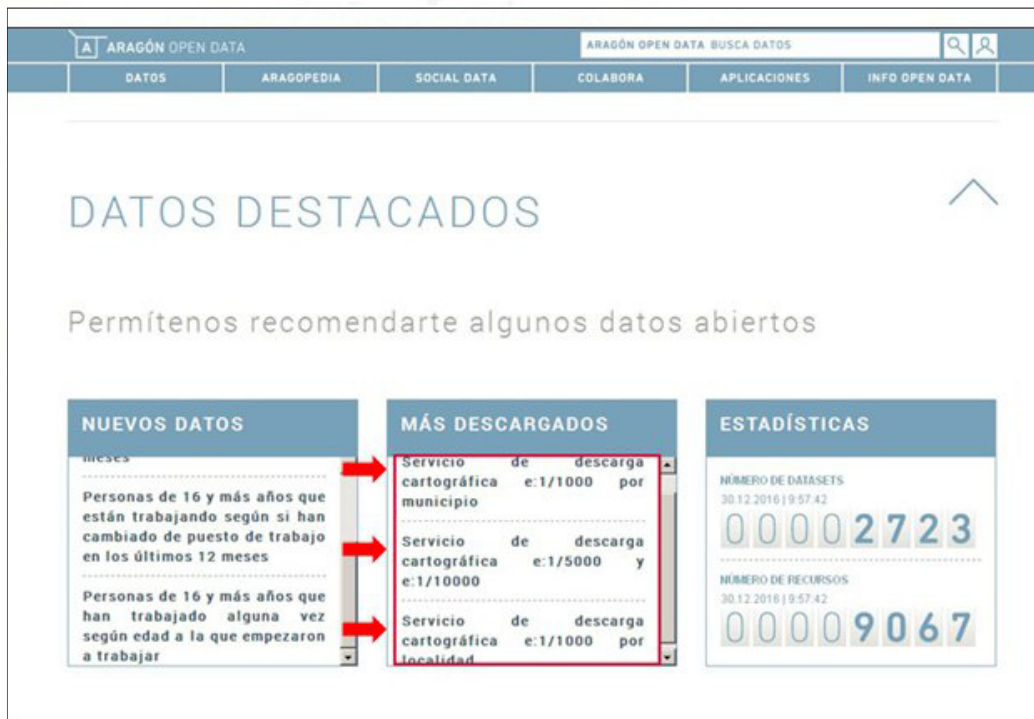 A ARAGÓN OPEN DATA
ARAGÓN OPEN DATA BUSCA DATOS
DATOS ARAGOPEDIA SOCIAL DATA COLABORA APLICACIONES INFO OPEN DATA
DATOS DESTACADOS
Permítenos recomendarte algunos datos abiertos
NUEVOS DATOS
meses
Personas de 16 y más años que
están trabajando según si han
cambiado de puesto de trabajo
en los últimos 12 meses
Personas de 16 y más años que
han trabajado alguna vez
según edad a la que empezaron
a trabajar
MÁS DESCARGADOS
Servicio de descarga
cartográfica e:1/1000 por
municipio
Servicio de descarga
cartográfica e:1/5000 y
e:1/10000
Servicio de descarga
cartográfica e:1/1000 por
localidad
ESTADÍSTICAS
NÚMERO DE DATASETS
30.12.2016 | 9:57:42
00002723
NÚMERO DE RECURSOS
30.12.2016 | 9:57:42
00009067